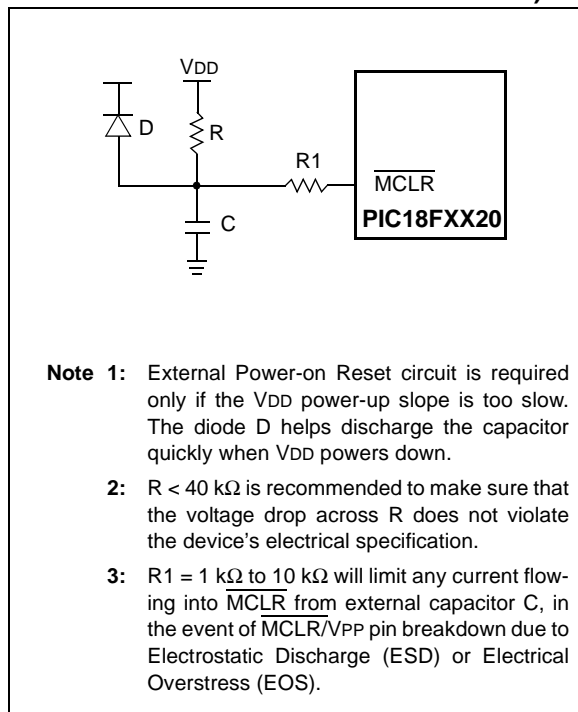 VDD
D
R
R1
MCLR
PIC18FXX20
C
Note 1: External Power-on Reset circuit is required
only if the VDD power-up slope is too slow.
The diode D helps discharge the capacitor
quickly when VDD powers down.
2: R < 40 kΩ is recommended to make sure that
the voltage drop across R does not violate
the device's electrical specification.
3: R1 = 1 kΩ to 10 kΩ will limit any current flow-
ing into MCLR from external capacitor C, in
the event of MCLR/VPP pin breakdown due to
Electrostatic Discharge (ESD) or Electrical
Overstress (EOS).